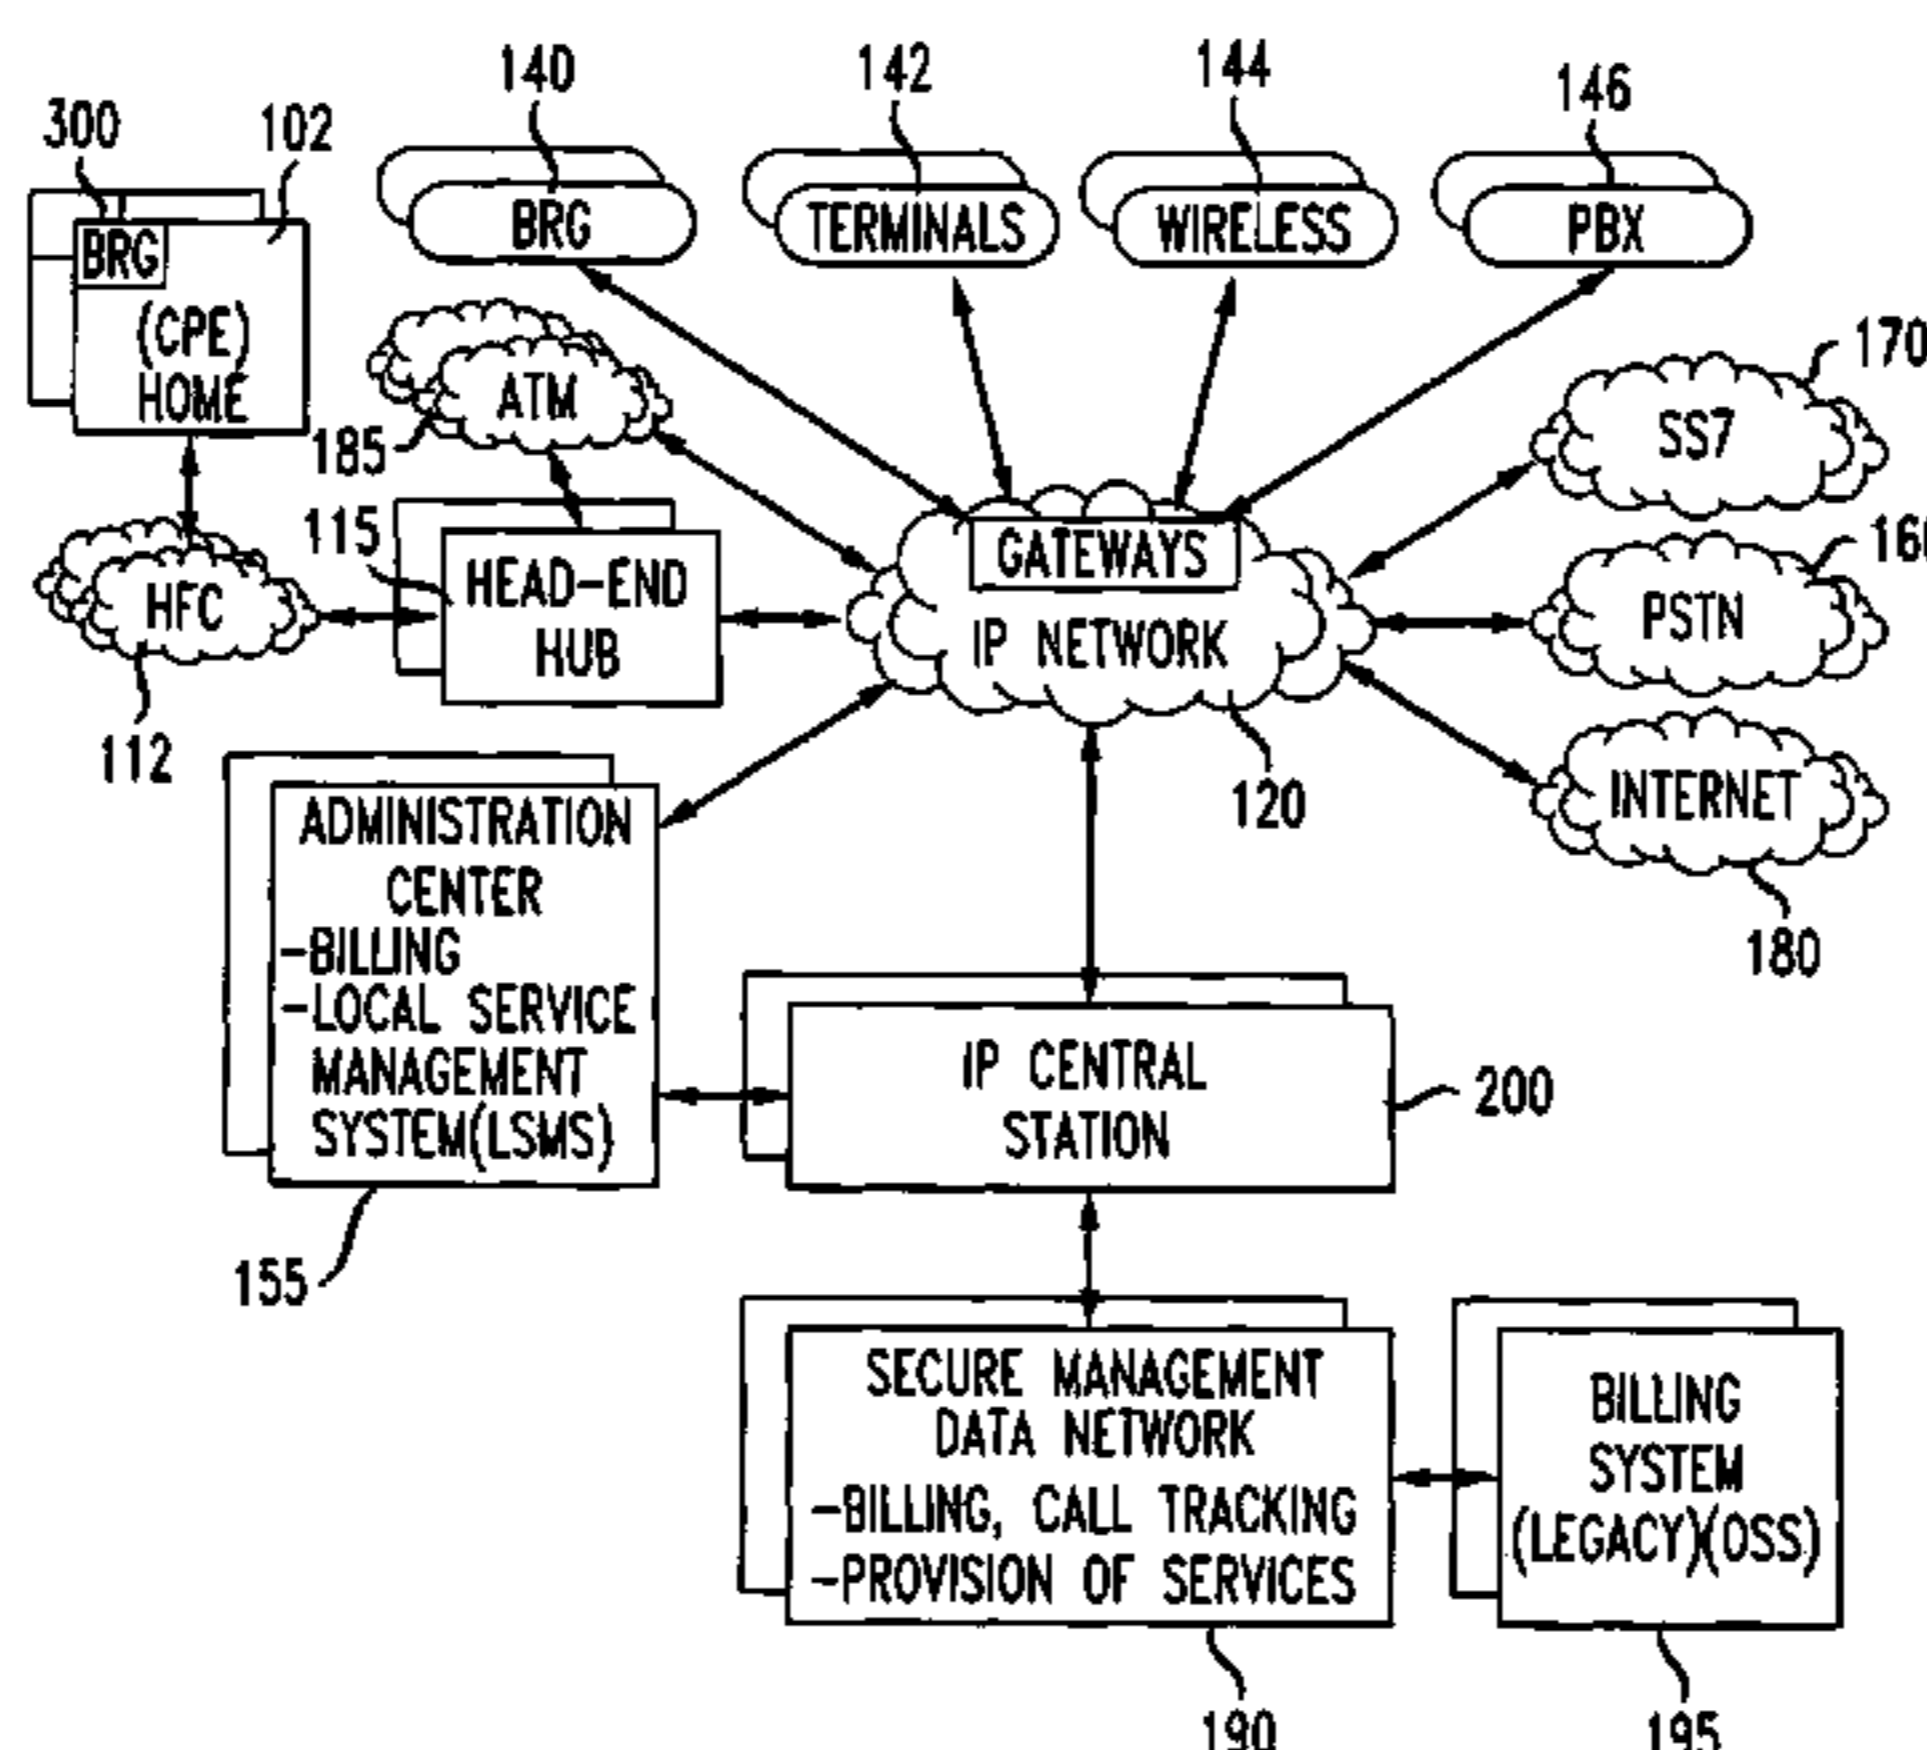 140
142
144
146
300
102
BRG
BRG
TERMINALS
WIRELESS
PBX
(CPE)
HOME
ATM
185
170
SS7
115
HEAD-END
HUB
GATEWAYS
IP NETWORK
HFC
PSTN
112
120
INTERNET
180
ADMINISTRATION
CENTER
-BILLING
-LOCAL SERVICE
MANAGEMENT
SYSTEM(LSMS)
IP CENTRAL
STATION
200
155
SECURE MANAGEMENT
DATA NETWORK
-BILLING, CALL TRACKING
-PROVISION OF SERVICES
BILLING
SYSTEM
(LEGACY)(OSS)
190
195